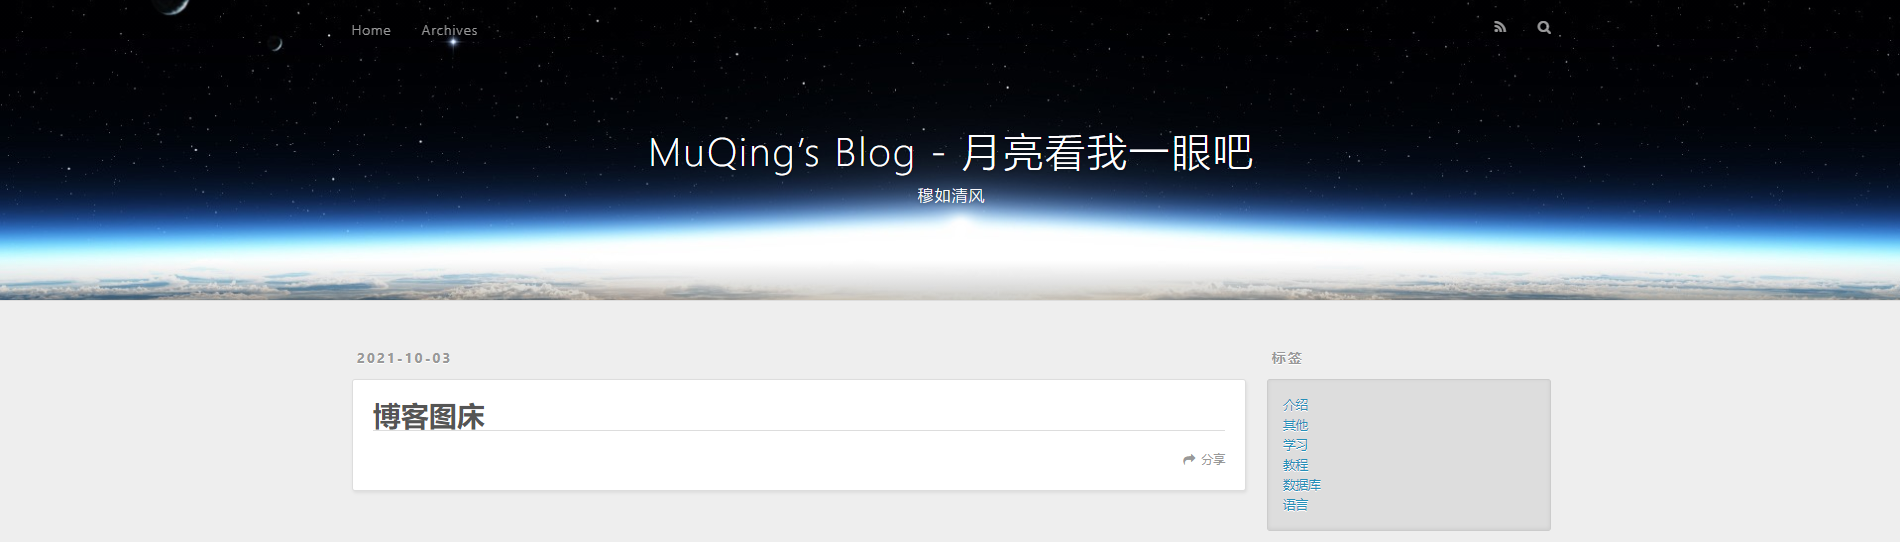 Home Archives
MuQing’s Blog - 月亮看我一眼吧
穆如清风
2021-10-03
博客图床
分享
标签
介绍
其他
学习
教程
数据库
语言